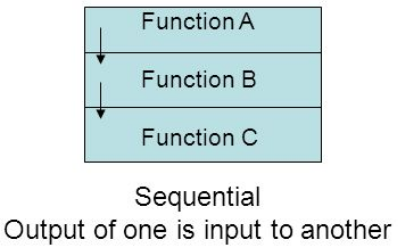 Function A
Function B
Function C
Sequential
Output of one is input to another